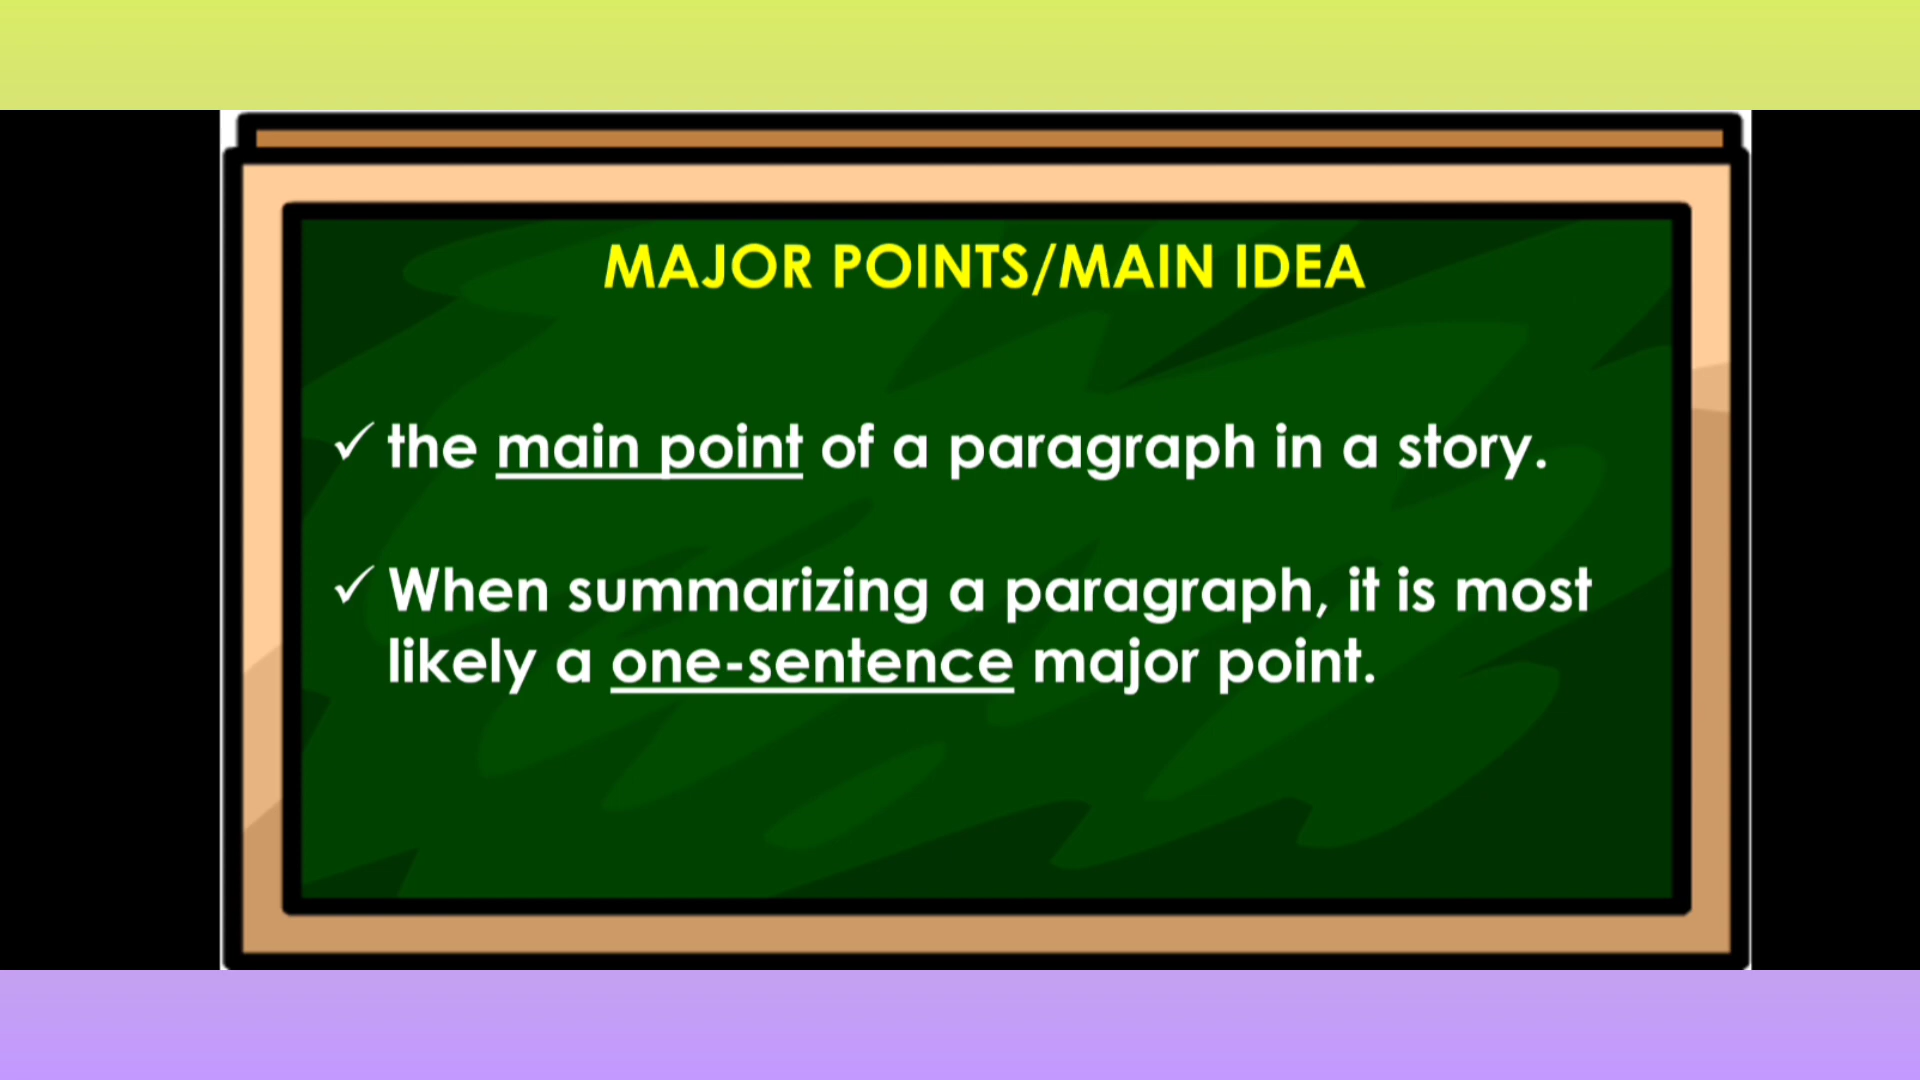 MAJOR POINTS/MAIN IDEA
✓ the main point of a paragraph in a story.
✓ When summarizing a paragraph, it is most
likely a one-sentence major point.